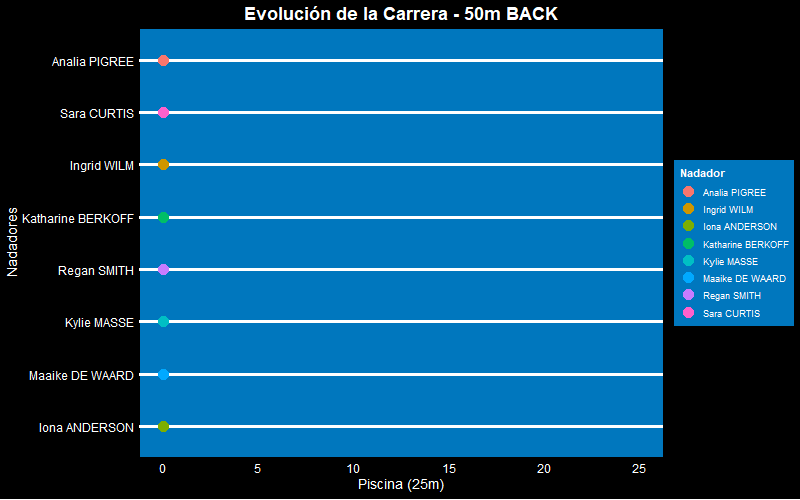 Evolución de la Carrera - 50m BACK
Nadadores
Analia PIGREE
Sara CURTIS
Ingrid WILM
Katharine BERKOFF
Regan SMITH
Kylie MASSE
Maaike DE WAARD
Iona ANDERSON
0 5 10 15 20 25
Piscina (25m)
Nadador
Analia PIGREE
Ingrid WILM
Iona ANDERSON
Katharine BERKOFF
Kylie MASSE
Maaike DE WAARD
Regan SMITH
Sara CURTIS